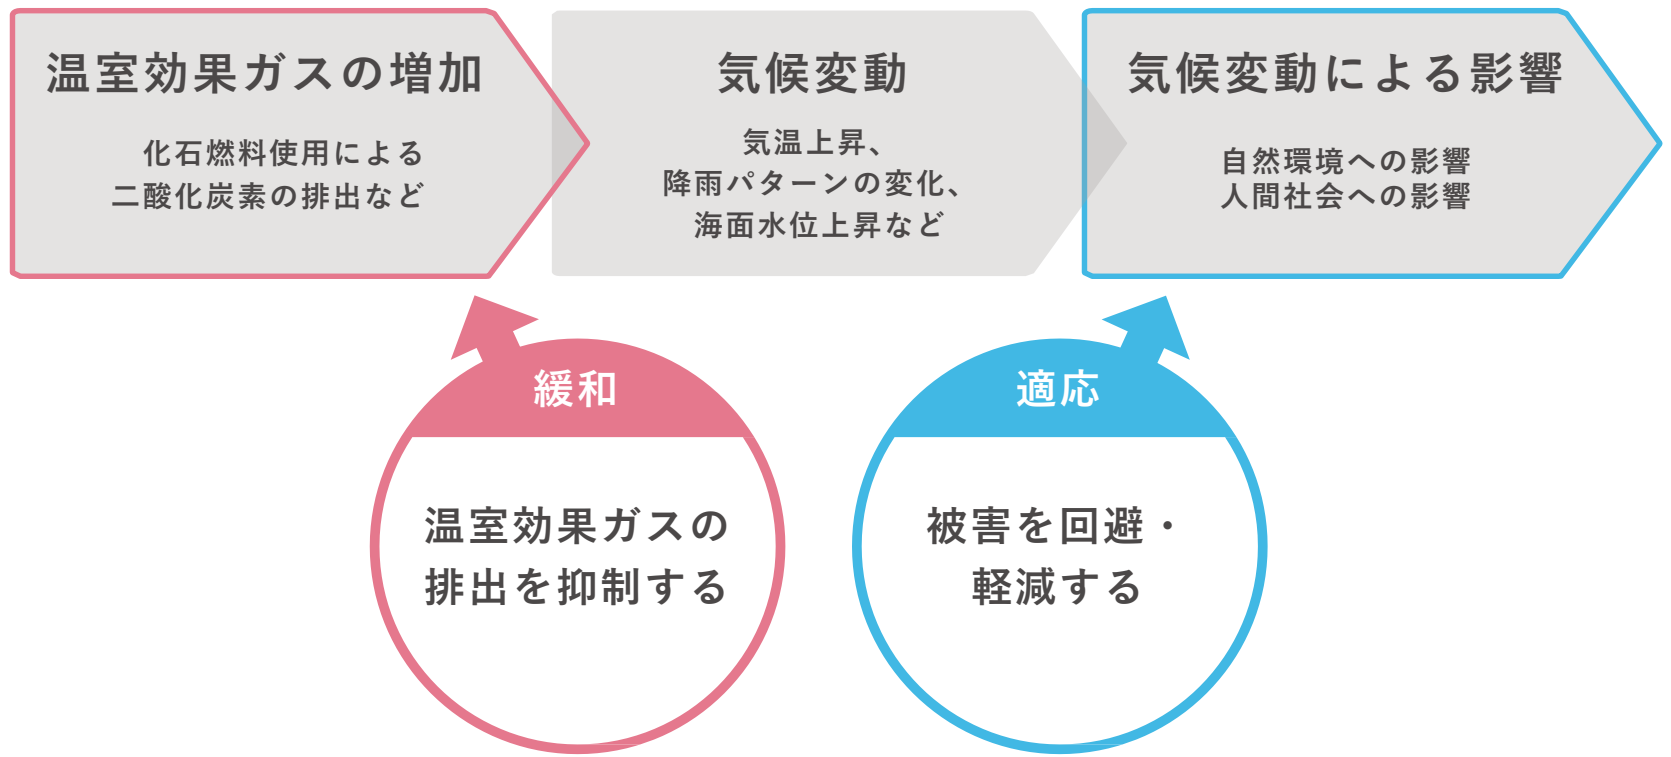 温室効果ガスの増加
化石燃料使用による
二酸化炭素の排出など
気候変動
気温上昇、
降雨パターンの変化、
海面水位上昇など
気候変動による影響
自然環境への影響
人間社会への影響
緩和
温室効果ガスの
排出を抑制する
適応
被害を回避・
軽減する